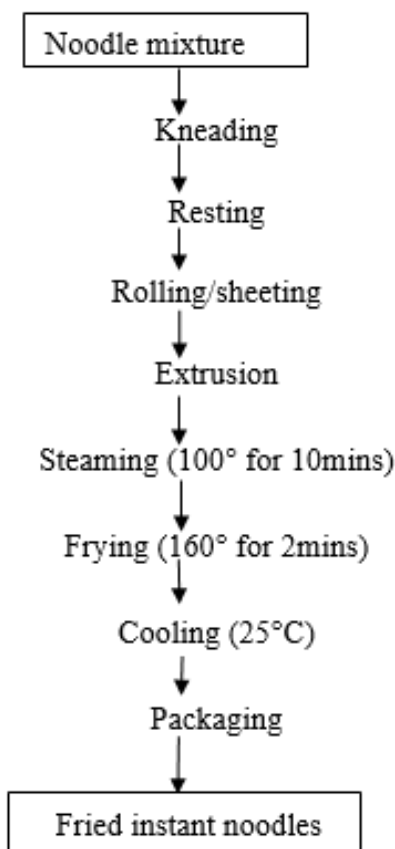 Noodle mixture
Kneading
Resting
Rolling/sheeting
Extrusion
Steaming (100° for 10mins)
Frying (160° for 2mins)
Cooling (25°C)
Packaging
Fried instant noodles